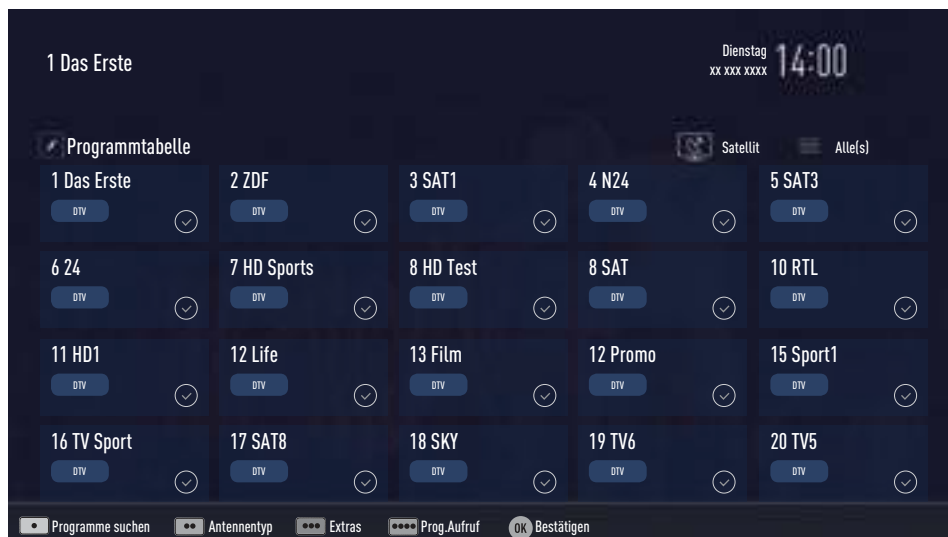 1 Das Erste
Dienstag
xx xxx xxxx
14:00
Programmtabelle
Satellit
Alle(s)
1 Das Erste 2 ZDF 3 SAT1 4 N24 5 SAT3
DTV DTV DTV DTV DTV
6 24 7 HD Sports 8 HD Test 8 SAT 10 RTL
DTV DTV DTV DTV DTV
11 HD1 12 Life 13 Film 12 Promo 15 Sport1
DTV DTV DTV DTV DTV
16 TV Sport 17 SAT8 18 SKY 19 TV6 20 TV5
DTV DTV DTV DTV DTV
Programme suchen Antennentyp Extras Prog.Aufruf OK Bestätigen